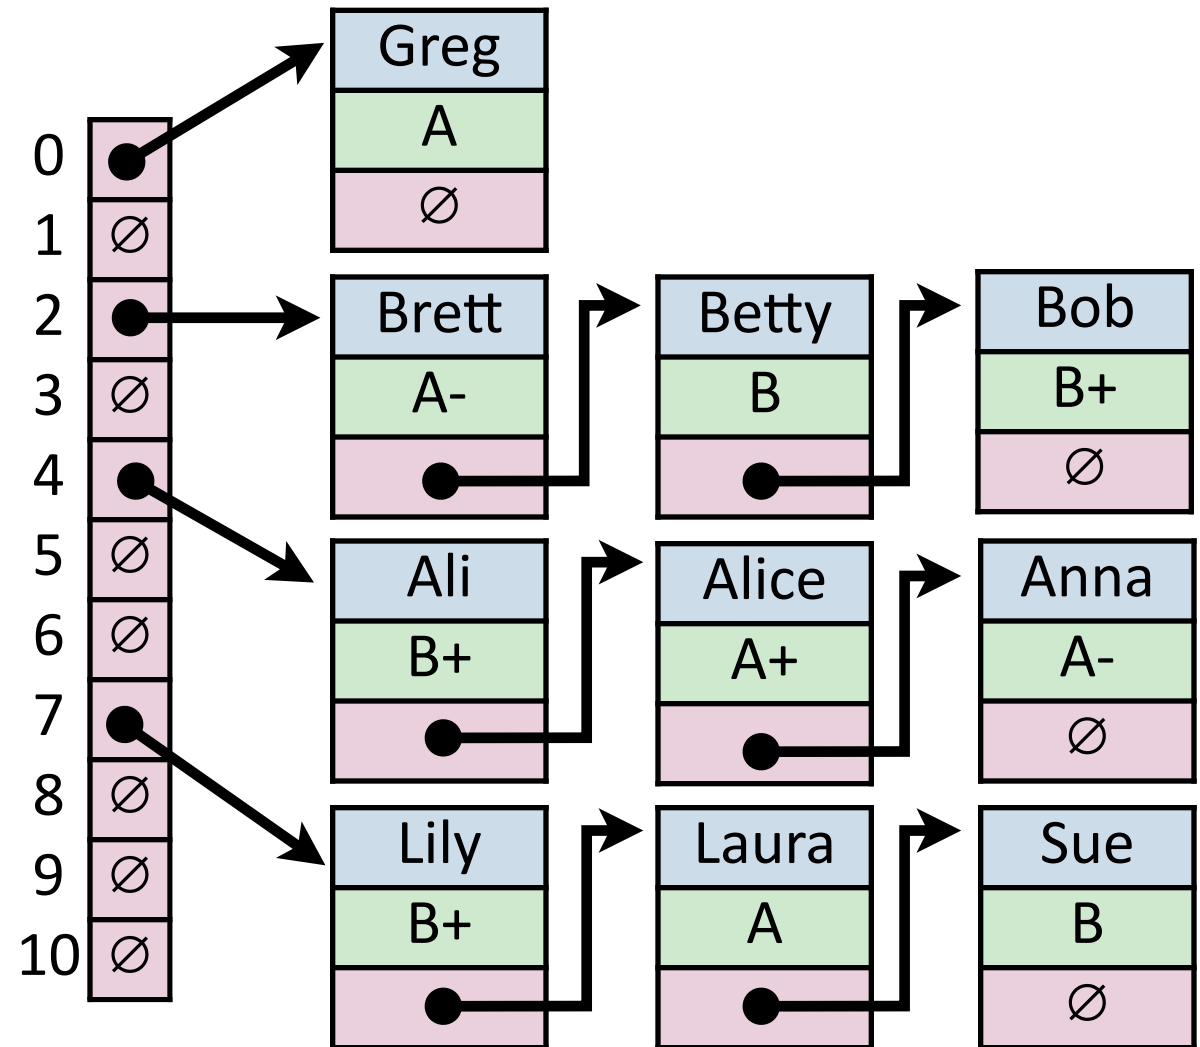 Greg
A
0 ∅
1 ∅
2 Brett Betty Bob
A- B B+
3 ∅
∅
4
5 ∅ Ali Alice Anna
6 ∅ B+ A+ A-
7 ∅
8 ∅
Lily Laura Sue
9 ∅
B+ A B
10 ∅
∅